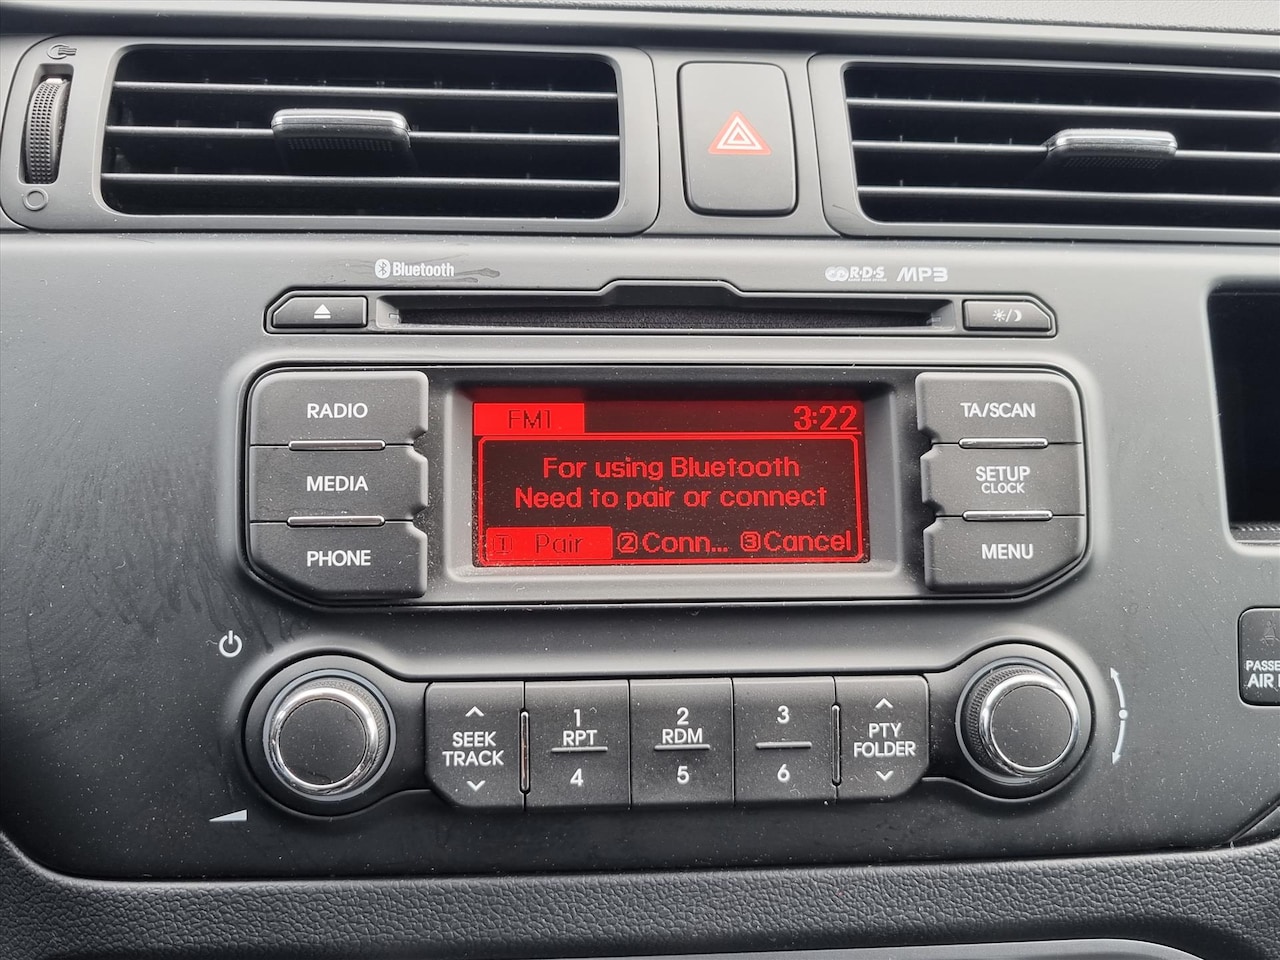 Bluetooth
R·D·S MP3
RADIO
MEDIA
PHONE
FM1 3:22
For using Bluetooth
Need to pair or connect
1 Pair 2 Conn... 3 Cancel
TA/SCAN
SETUP
CLOCK
MENU
SEEK
TRACK
1
RPT
4
2
RDM
5
3
6
PTY
FOLDER
AIR